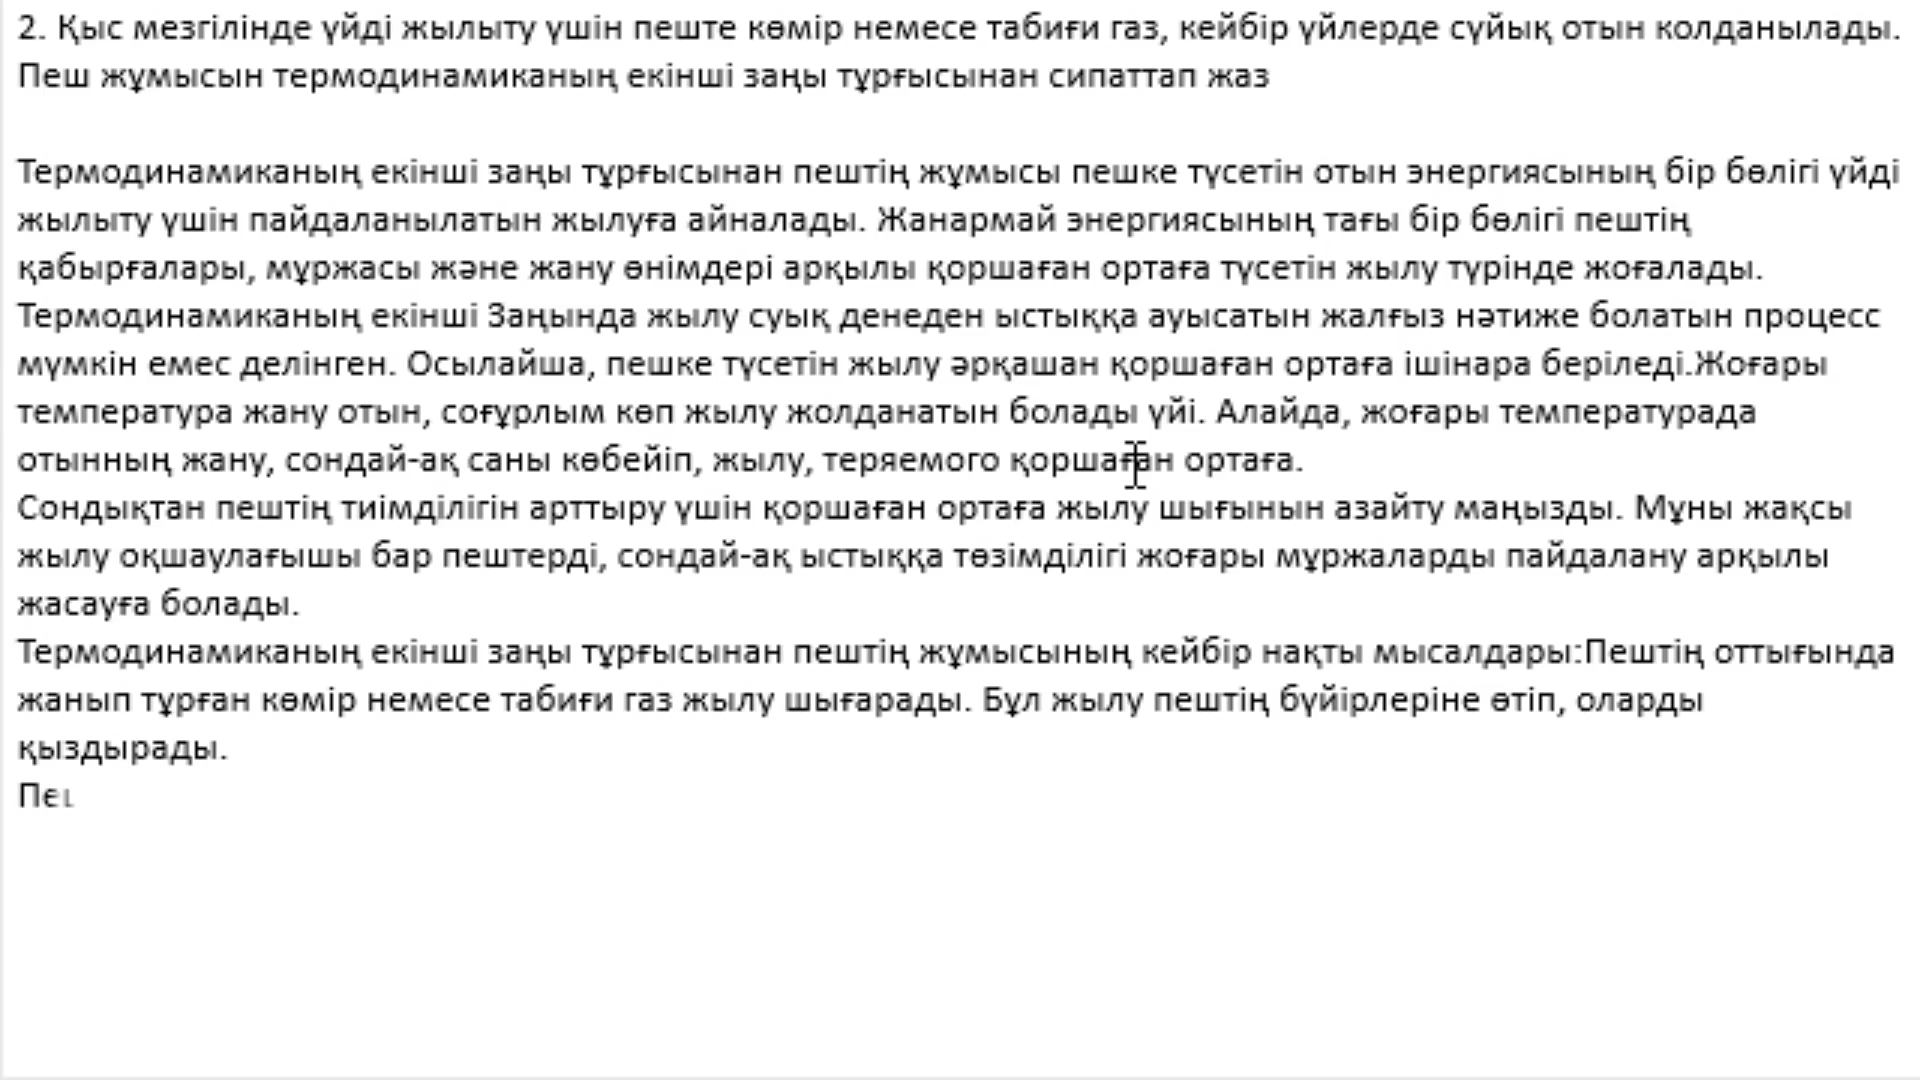 2. Қыс мезгілінде үйді жылыту үшін пеште көмір немесе табиғи газ, кейбір үйлерде сүйық отын колданылады.
Пеш жұмысын термодинамиканың екінші заңы тұрғысынан сипаттап жаз
Термодинамиканың екінші заңы тұрғысынан пештің жұмысы пешке түсетін отын энергиясының бір бөлігі үйді
жылыту үшін пайдаланылатын жылуға айналады. Жанармай энергиясының тағы бір бөлігі пештің
қабырғалары, мұржасы және жану өнімдері арқылы қоршаған ортаға түсетін жылу түрінде жоғалады.
Термодинамиканың екінші Заңында жылу суық денеден ыстыққа ауысатын жалғыз нәтиже болатын процесс
мүмкін емес делінген. Осылайша, пешке түсетін жылу әрқашан қоршаған ортаға ішінара беріледі.Жоғары
температура жану отын, соғұрлым көп жылу жолданатын болады үйі. Алайда, жоғары температурада
отынның жану, сондай-ақ саны көбейіп, жылу, теряемого қоршаған ортаға.
Сондықтан пештің тиімділігін арттыру үшін қоршаған ортаға жылу шығынын азайту маңызды. Мұны жақсы
жылу оқшаулағышы бар пештерді, сондай-ақ ыстыққа төзімділігі жоғары мұржаларды пайдалану арқылы
жасауға болады.
Термодинамиканың екінші заңы тұрғысынан пештің жұмысының кейбір нақты мысалдары:Пештің оттығында
жанып тұрған көмір немесе табиғи газ жылу шығарады. Бұл жылу пештің бүйірлеріне өтіп, оларды
қыздырады.